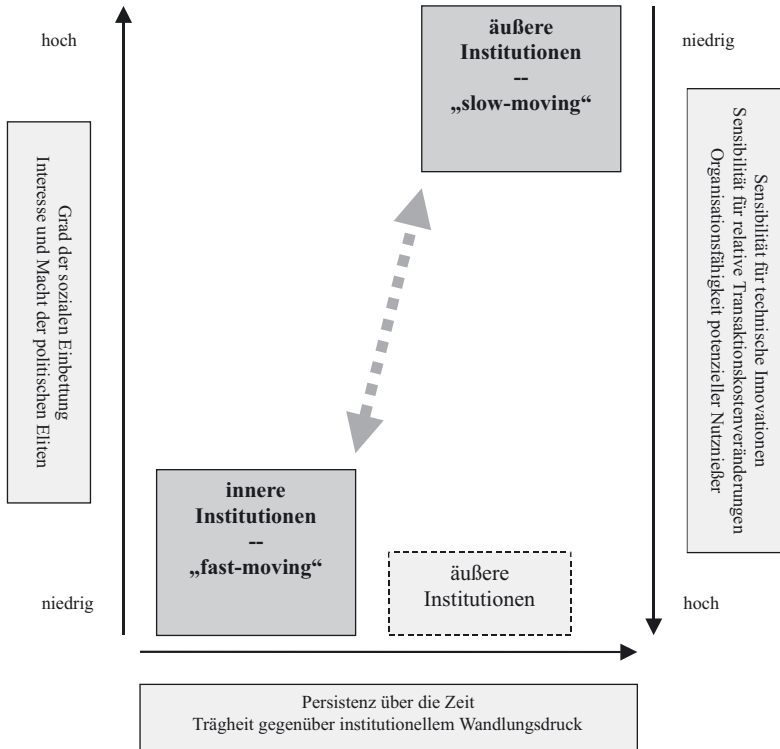 hoch
äußere
Institutionen
--
„slow-moving“
niedrig
Grad der sozialen Einbettung
Interesse und Macht der politischen Eliten
Sensibilität für technische Innovationen
Sensibilität für relative Transaktionskostenveränderungen
Organisationsfähigkeit potenzieller Nutznießer
innere
Institutionen
--
„fast-moving“
äußere
Institutionen
niedrig
hoch
Persistenz über die Zeit
Trägheit gegenüber institutionellem Wandlungsdruck